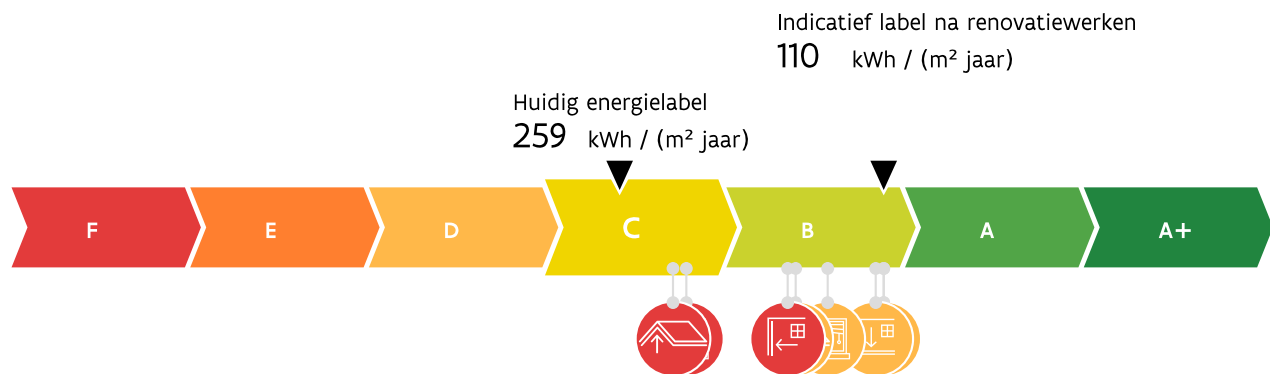 Indicatief label na renovatiewerken
110 kWh / (m² jaar)
Huidig energielabel
259 kWh / (m² jaar)
F E D C B A A+